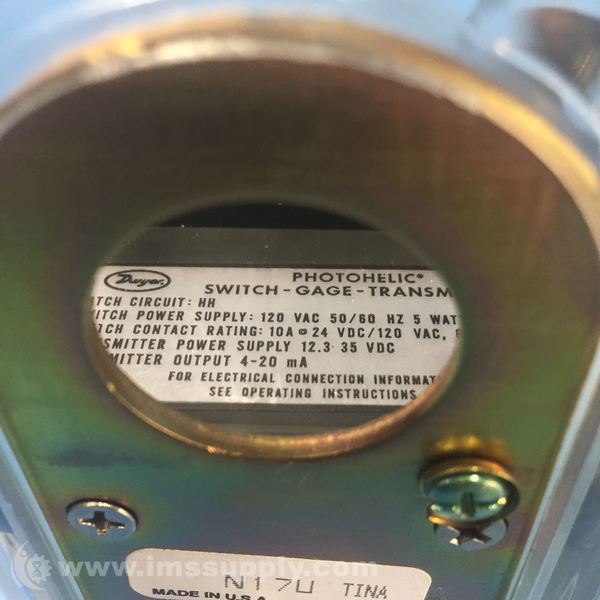 Dwyer.
PHOTOHELIC®
SWITCH-GAGE-TRANSM
TCH CIRCUIT: HH
ITCH POWER SUPPLY: 120 VAC 50/60 HZ 5 WAT
TCH CONTACT RATING: 10A @ 24 VDC/120 VAC,
SMITTER POWER SUPPLY 12.3-35 VDC
MITTER OUTPUT 4-20 mA
FOR ELECTRICAL CONNECTION INFORMAT
SEE OPERATING INSTRUCTIONS
N17U TINA
MADE IN U.S.A.
www.imssupply.com